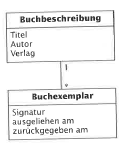 Buchbeschreibung
Titel
Autor
Verlag
1
*
Buchexemplar
Signatur
ausgeliehen am
zurückgegeben am